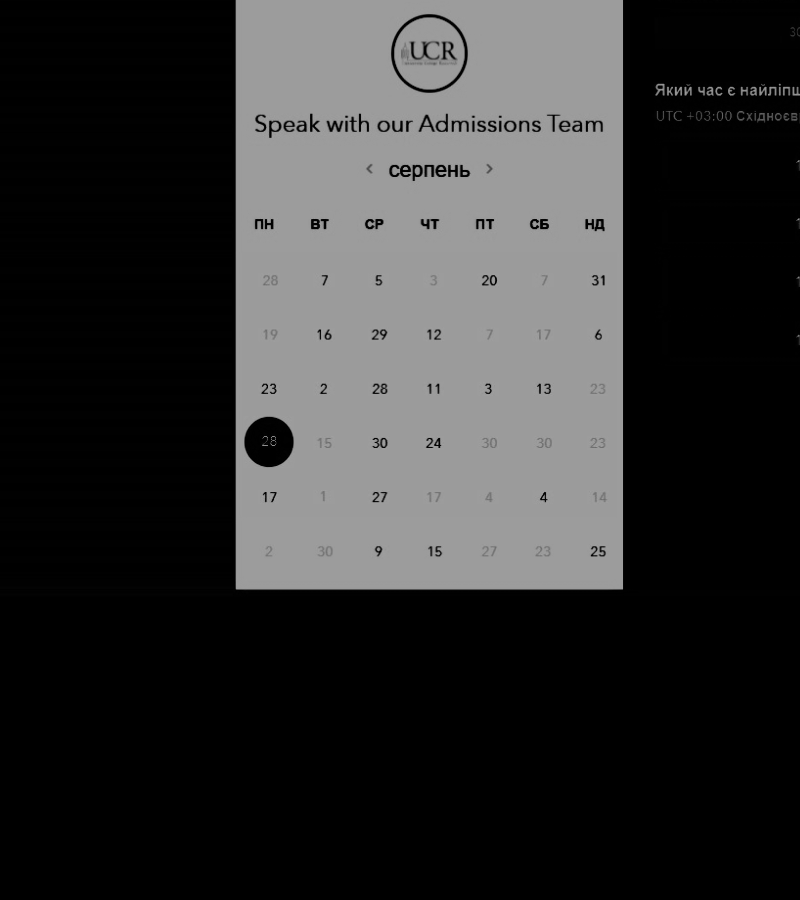 UCR
Speak with our Admissions Team
< серпень >
ПН ВТ СР ЧТ ПТ СБ НД
28 7 5 3 20 7 31
19 16 29 12 7 17 6
23 2 28 11 3 13 23
28 15 30 24 30 30 23
17 1 27 17 4 4 14
2 30 9 15 27 23 25
30
Який час є
UTC +03:00